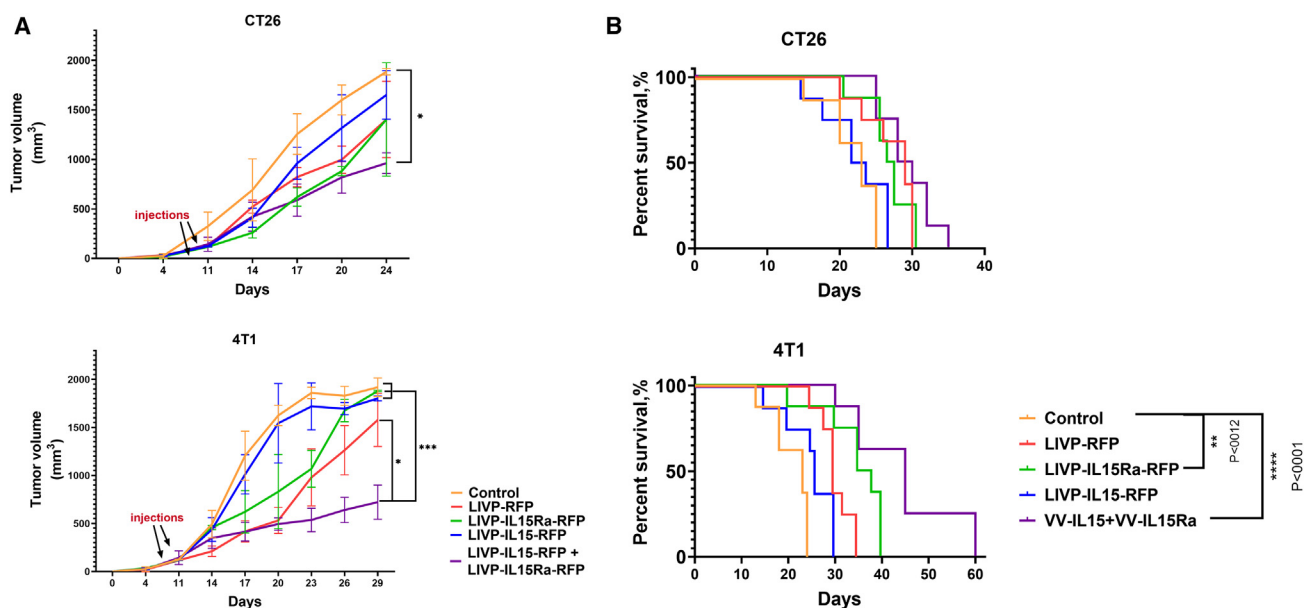 A
CT26
Tumor volume
(mm³)
2000
1500
1000
500
0
injections
*
0 4 11 14 17 20 24
Days
4T1
Tumor volume
(mm³)
2000
1500
1000
500
0
injections
*
***
0 4 11 14 17 20 23 26 29
Days
Control
LIVP-RFP
LIVP-IL15Ra-RFP
LIVP-IL15-RFP
LIVP-IL15-RFP +
LIVP-IL15Ra-RFP
B
CT26
Percent survival,%
100
50
0
0 10 20 30 40
Days
4T1
Percent survival,%
100
50
0
0 10 20 30 40 50 60
Days
Control
LIVP-RFP
LIVP-IL15Ra-RFP
LIVP-IL15-RFP
VV-IL15+VV-IL15Ra
**
P<0012
****
P<0001